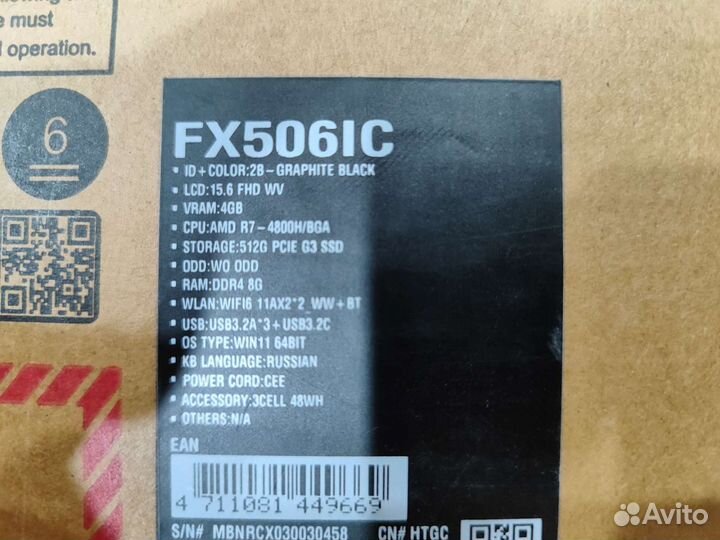 e must
operation.
6
FX506IC
• ID+COLOR:2B-GRAPHITE BLACK
• LCD:15.6 FHD WV
• VRAM:4GB
• CPU:AMD R7-4800H/BGA
• STORAGE:512G PCIE G3 SSD
• ODD:WO ODD
• RAM:DDR4 8G
• WLAN:WIFI6 11AX2*2_WW+BT
• USB:USB3.2A*3+USB3.2C
• OS TYPE:WIN11 64BIT
• KB LANGUAGE:RUSSIAN
• POWER CORD:CEE
• ACCESSORY:3CELL 48WH
• OTHERS:N/A
EAN
4 711081 449669
S/N# MBNRCX030030458 CN# HTGC
Avito